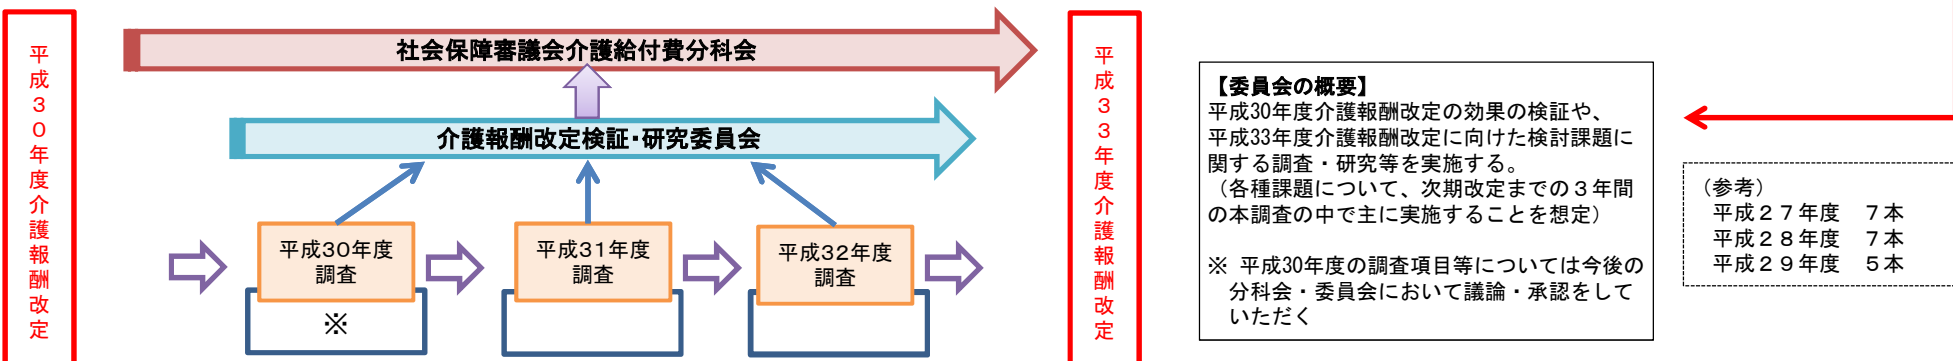 平成30年度介護報酬改定
社会保障審議会介護給付費分科会
介護報酬改定検証・研究委員会
平成30年度
調査
※
平成31年度
調査
平成32年度
調査
平成33年度介護報酬改定
【委員会の概要】
平成30年度介護報酬改定の効果の検証や、
平成33年度介護報酬改定に向けた検討課題に
関する調査・研究等を実施する。
（各種課題について、次期改定までの３年間
の本調査の中で主に実施することを想定）
※ 平成30年度の調査項目等については今後の
分科会・委員会において議論・承認をして
いただく
（参考）
平成２７年度　７本
平成２８年度　７本
平成２９年度　５本